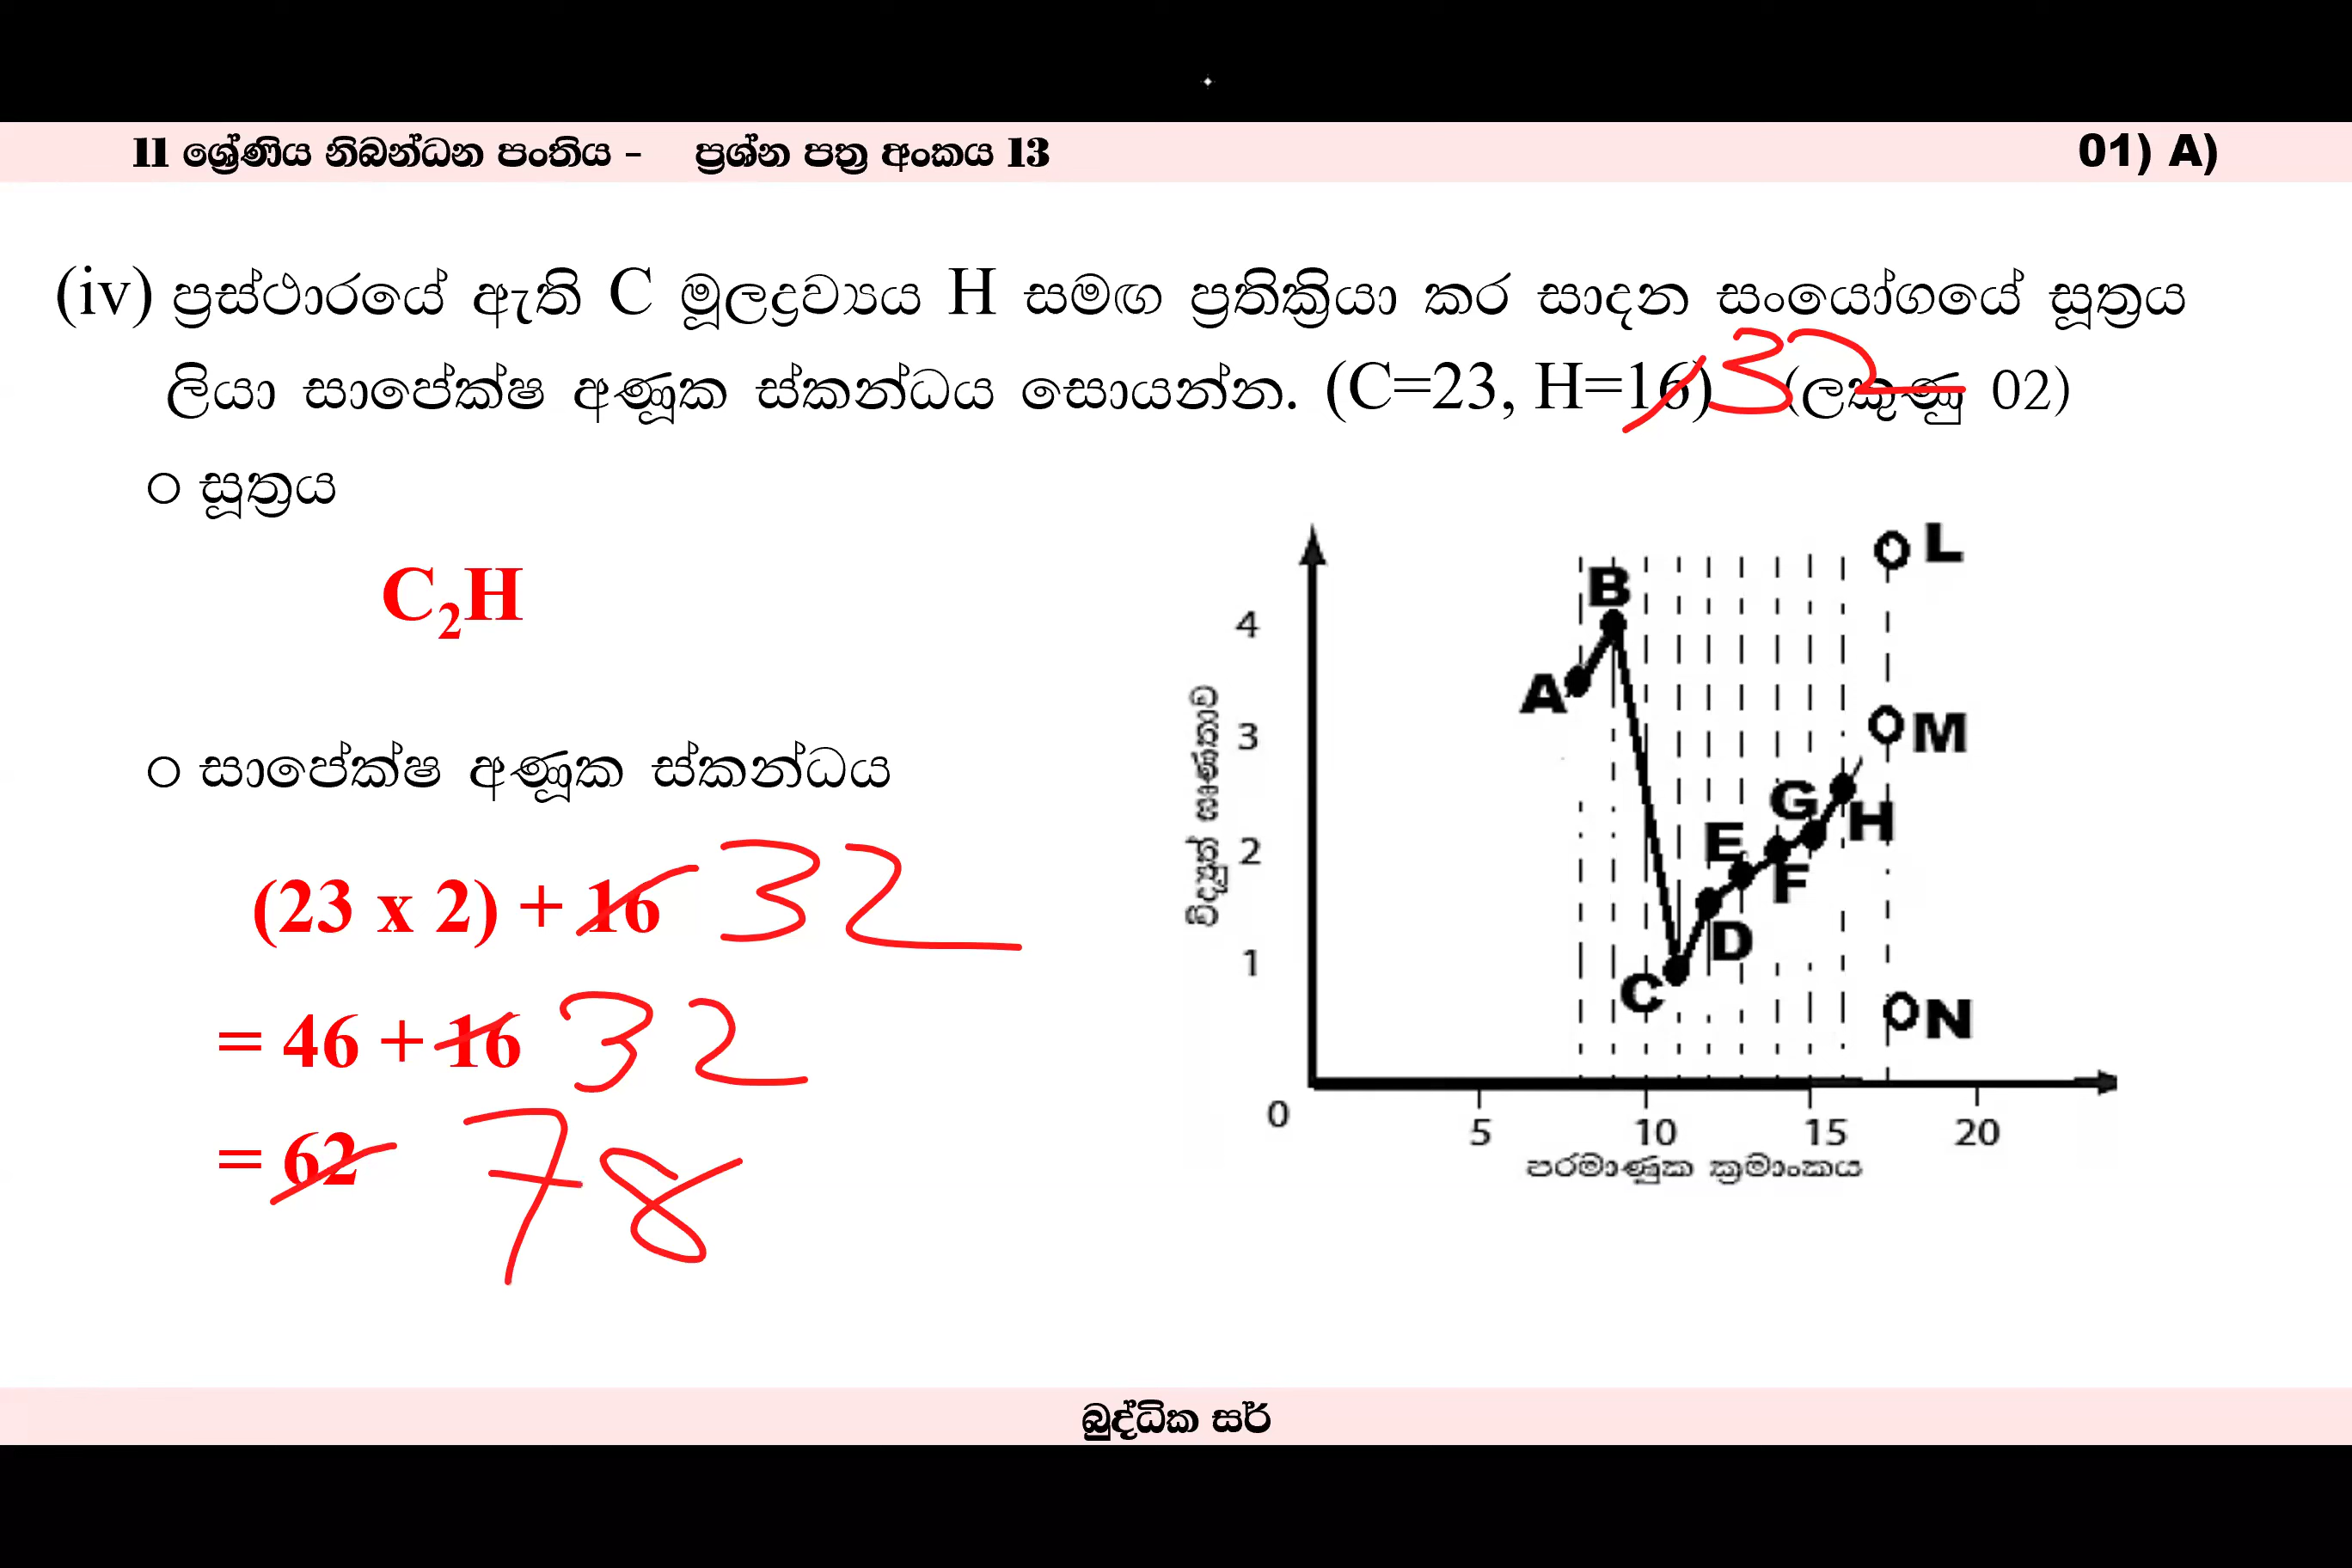 11 ශ්‍රේණිය නිබන්ධන පංතිය - ප්‍රශ්න පත්‍ර අංකය 13 01) A)
(iv) ප්‍රස්ථාරයේ ඇති C මූලද්‍රව්‍යය H සමඟ ප්‍රතික්‍රියා කර සාදන සංයෝගයේ සූත්‍රය
ලියා සාපේක්ෂ අණුක ස්කන්ධය සොයන්න. (C=23, H=16) 32 (ලකුණු 02)
○ සූත්‍රය
C₂H
○ සාපේක්ෂ අණුක ස්කන්ධය
(23 x 2) + 16 32
= 46 + 16 32
= 62 78
විද්‍යුත් සෘණතාව
4
3
2
1
0
5 10 15 20
පරමාණුක ක්‍රමාංකය
A
B
C
D
E
F
G
H
L
M
N
බුද්ධික සර්